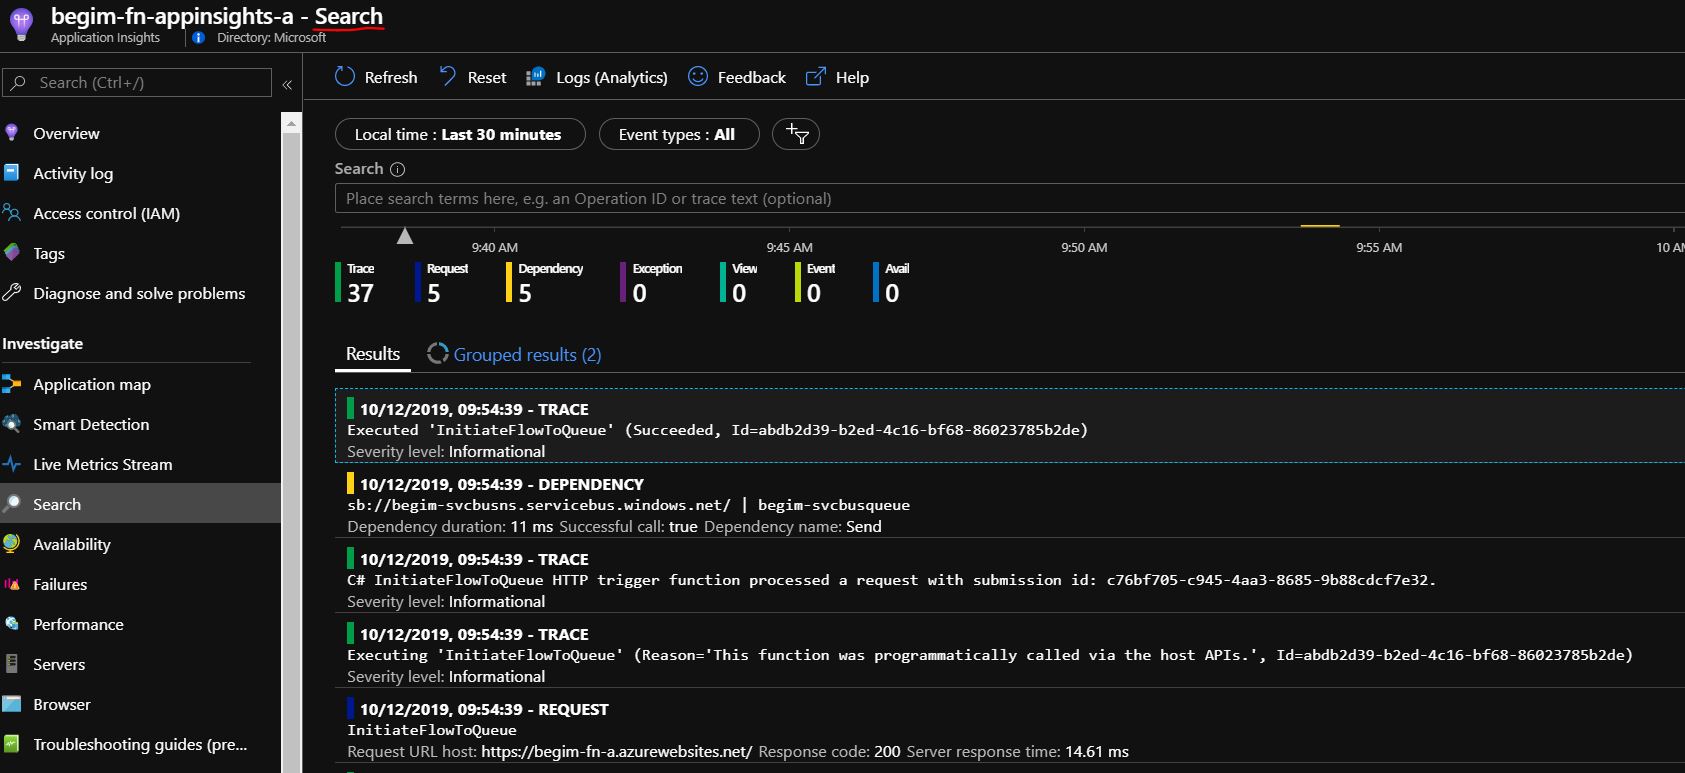 begim-fn-appinsights-a - Search
Application Insights
Directory: Microsoft
Search (Ctrl+/)
«
Overview
Activity log
Access control (IAM)
Tags
Diagnose and solve problems
Investigate
Application map
Smart Detection
Live Metrics Stream
Search
Availability
Failures
Performance
Servers
Browser
Troubleshooting guides (pre...
Refresh Reset Logs (Analytics) Feedback Help
Local time : Last 30 minutes Event types : All
Search
Place search terms here, e.g. an Operation ID or trace text (optional)
9:40 AM 9:45 AM 9:50 AM 9:55 AM 10 AM
Trace Request Dependency Exception View Event Avail
37 5 5 0 0 0 0
Results Grouped results (2)
10/12/2019, 09:54:39 - TRACE
Executed 'InitiateFlowToQueue' (Succeeded, Id=abdb2d39-b2ed-4c16-bf68-86023785b2de)
Severity level: Informational
10/12/2019, 09:54:39 - DEPENDENCY
sb://begim-svcbusns.servicebus.windows.net/ | begim-svcbusqueue
Dependency duration: 11 ms Successful call: true Dependency name: Send
10/12/2019, 09:54:39 - TRACE
C# InitiateFlowToQueue HTTP trigger function processed a request with submission id: c76bf705-c945-4aa3-8685-9b88cdcf7e32.
Severity level: Informational
10/12/2019, 09:54:39 - TRACE
Executing 'InitiateFlowToQueue' (Reason='This function was programmatically called via the host APIs.', Id=abdb2d39-b2ed-4c16-bf68-86023785b2de)
Severity level: Informational
10/12/2019, 09:54:39 - REQUEST
InitiateFlowToQueue
Request URL host: https://begim-fn-a.azurewebsites.net/ Response code: 200 Server response time: 14.61 ms